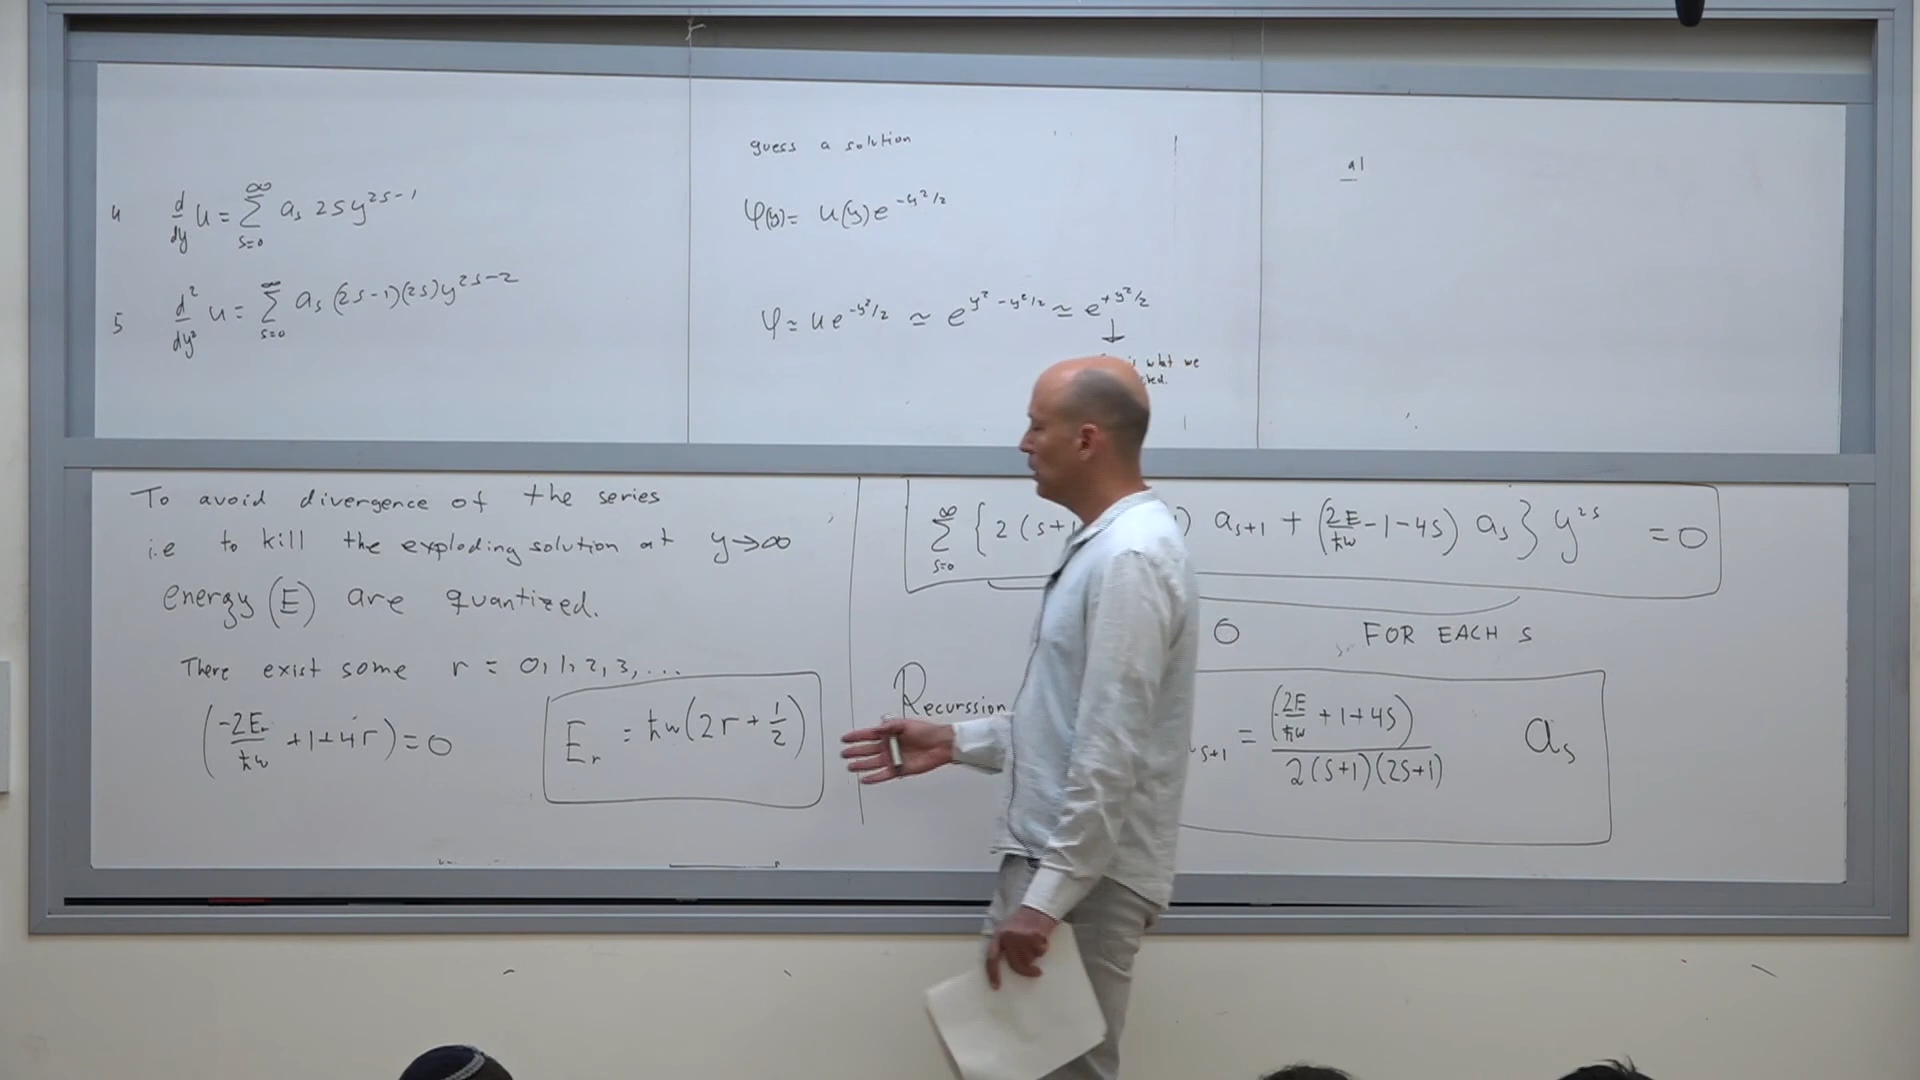 4 d/dy u = ∑_{s=0}^{∞} a_s 2s y^{2s-1}
5 d²/dy² u = ∑_{s=0}^{∞} a_s (2s-1)(2s) y^{2s-2}
guess a solution
φ(y) = u(y) e^{-y²/2}
φ ≃ u e^{-y²/2} ≃ e^{y² - y²/2} ≃ e^{+y²/2}
↓
what we
a1
To avoid divergence of the series
i.e to kill the exploding solution at y→∞
energy (E) are quantized.
There exist some r = 0, 1, 2, 3, ...
(-2E_r/ħω + 1 + 4r) = 0
E_r = ħω(2r + 1/2)
∑_{s=0}^{∞} { 2 (s+1 ) a_{s+1} + (2E/ħω - 1 - 4s) a_s } y^{2s} = 0
0 FOR EACH s
Recurssion
s+1 = (2E/ħω + 1 + 4s) / 2(s+1)(2s+1) a_s